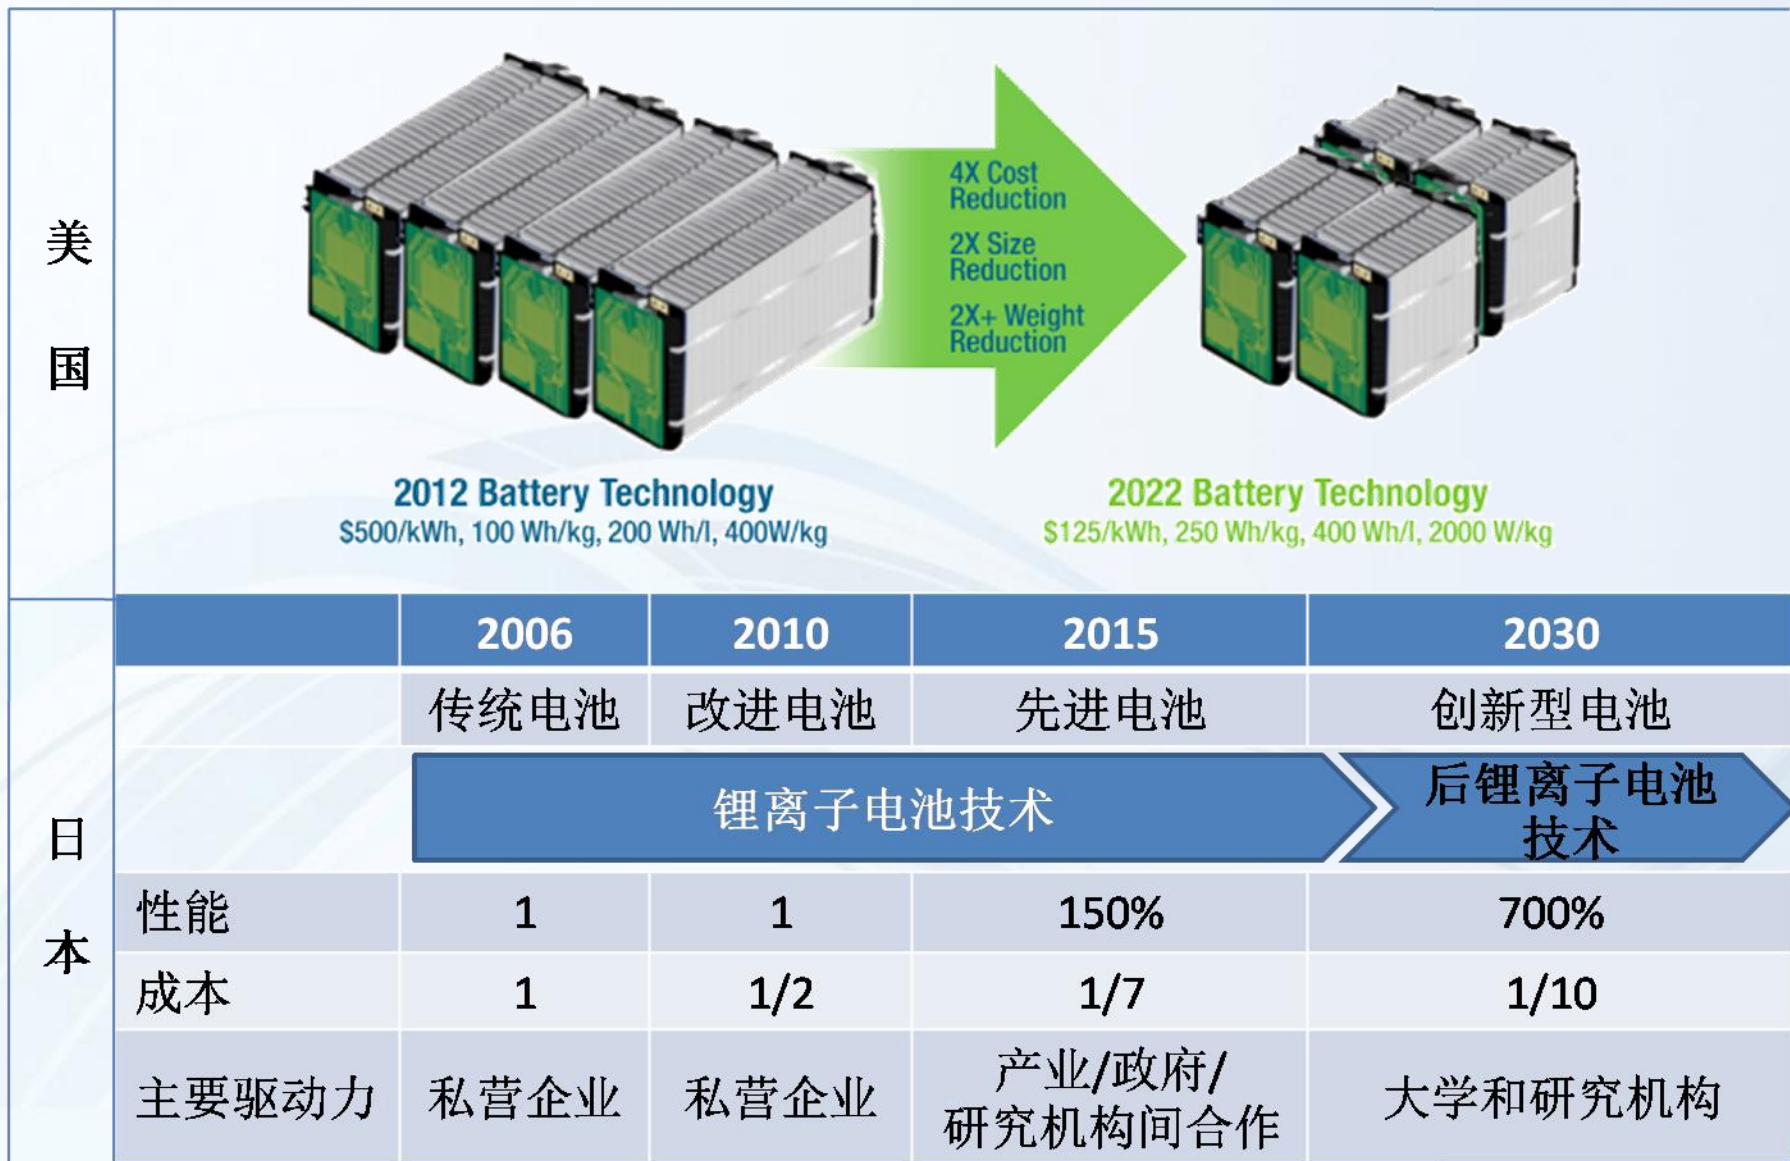 美
国
4X Cost
Reduction
2X Size
Reduction
2X+ Weight
Reduction
2012 Battery Technology
$500/kWh, 100 Wh/kg, 200 Wh/l, 400W/kg
2022 Battery Technology
$125/kWh, 250 Wh/kg, 400 Wh/l, 2000 W/kg
日
本
2006 2010 2015 2030
传统电池 改进电池 先进电池 创新型电池
锂离子电池技术
后锂离子电池
技术
性能 1 1 150% 700%
成本 1 1/2 1/7 1/10
主要驱动力 私营企业 私营企业
产业/政府/
研究机构间合作
大学和研究机构